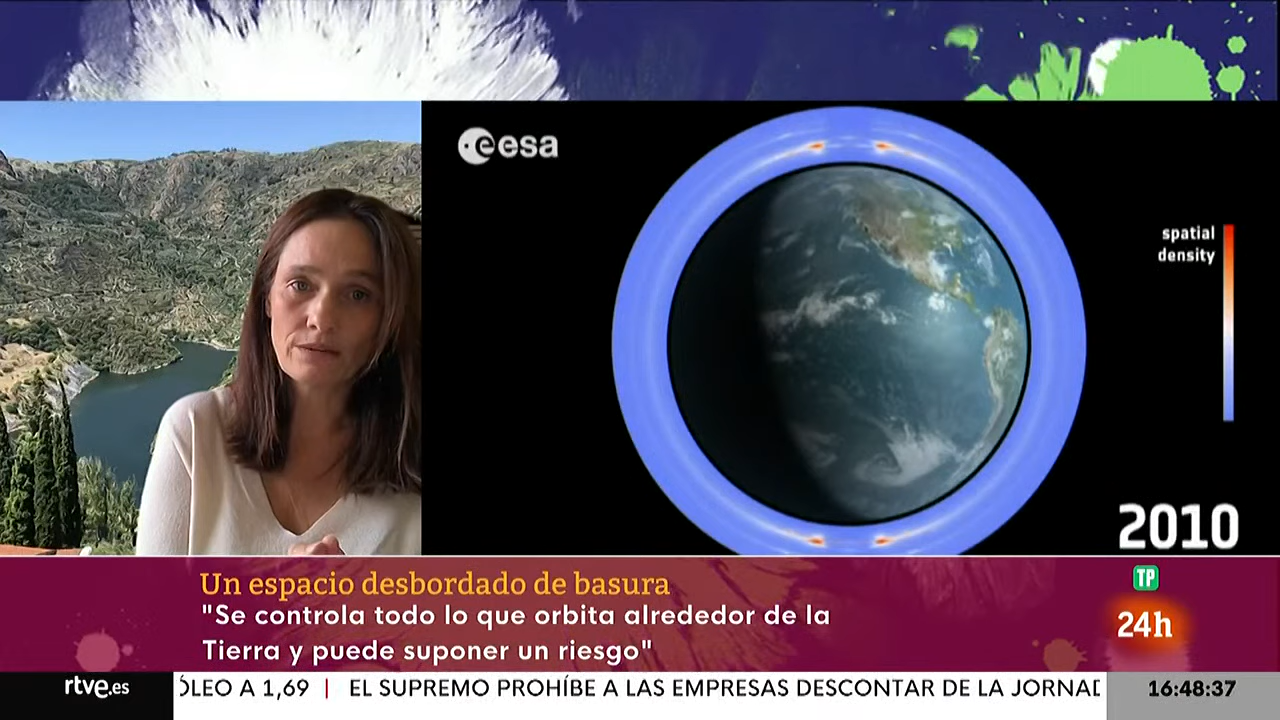 esa
spatial
density
2010
Un espacio desbordado de basura
"Se controla todo lo que orbita alrededor de la
Tierra y puede suponer un riesgo"
TP
24h
rtve.es
ÓLEO A 1,69 | EL SUPREMO PROHÍBE A LAS EMPRESAS DESCONTAR DE LA JORNAD
16:48:37